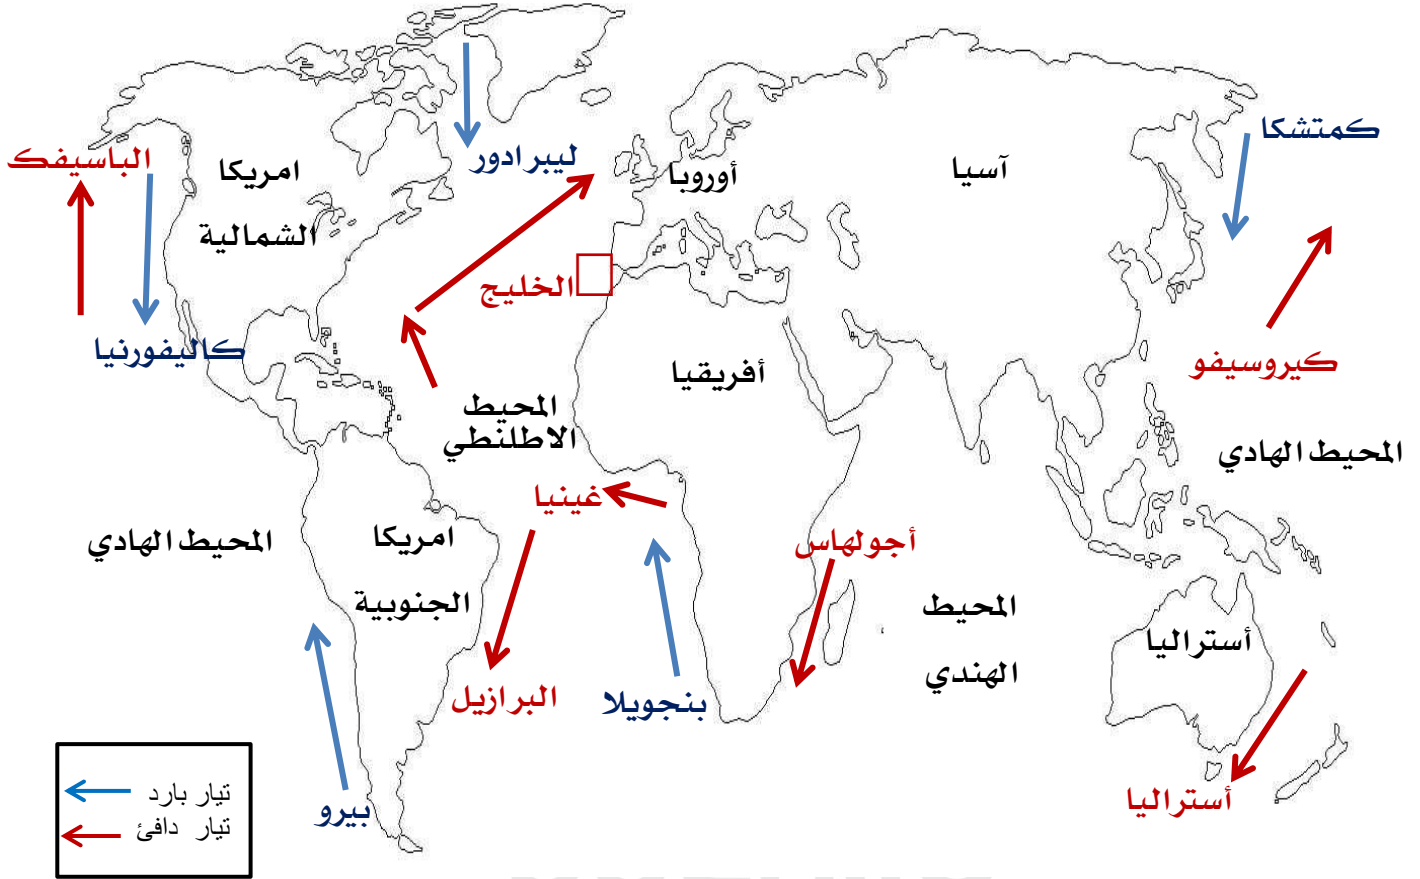 كمتشكا
ليبرادور
آسيا
أوروبا
الباسيفك
امريكا
الشمالية
الخليج
كاليفورنيا
كيروسيفو
أفريقيا
المحيط
الاطلنطي
المحيط الهادي
غينيا
امريكا
الجنوبية
المحيط الهادي
أجولهاس
المحيط
الهندي
أستراليا
البرازيل
بنجويلا
بيرو
أستراليا
تيار بارد
تيار دافئ